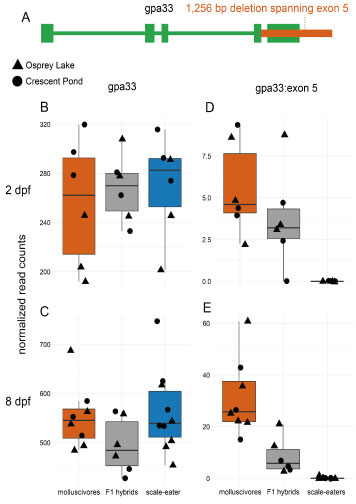 A
gpa33
1,256 bp deletion spanning exon 5
Osprey Lake
Crescent Pond
gpa33
gpa33:exon 5
B
D
320
280
240
200
7.5
5.0
2.5
0.0
2 dpf
normalized read counts
C
E
700
600
550
500
60
40
20
0
8 dpf
molluscivores F1 hybrids scale-eater
molluscivores F1 hybrids scale-eaters